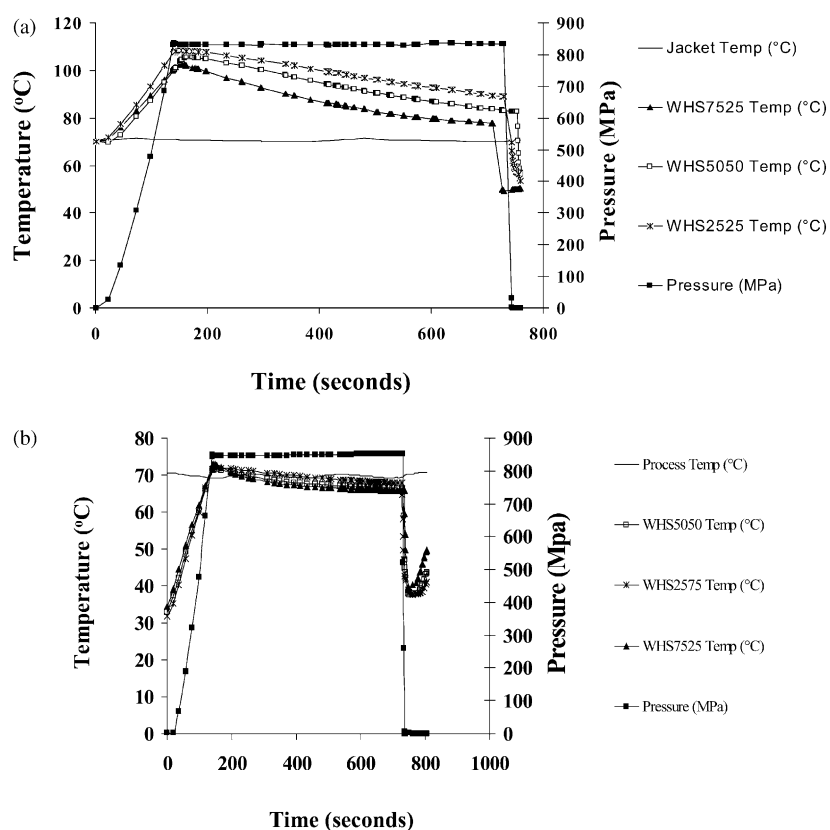 (a)
120
100
80
60
40
20
0
Temperature (°C)
0
200
400
600
800
Time (seconds)
900
800
700
600
500
400
300
200
100
0
Pressure (MPa)
Jacket Temp (°C)
WHS7525 Temp (°C)
WHS5050 Temp (°C)
WHS2525 Temp (°C)
Pressure (MPa)
(b)
80
70
60
50
40
30
20
10
0
Temperature (°C)
0
200
400
600
800
1000
Time (seconds)
900
800
700
600
500
400
300
200
100
0
Pressure (Mpa)
Process Temp (°C)
WHS5050 Temp (°C)
WHS2575 Temp (°C)
WHS7525 Temp (°C)
Pressure (MPa)